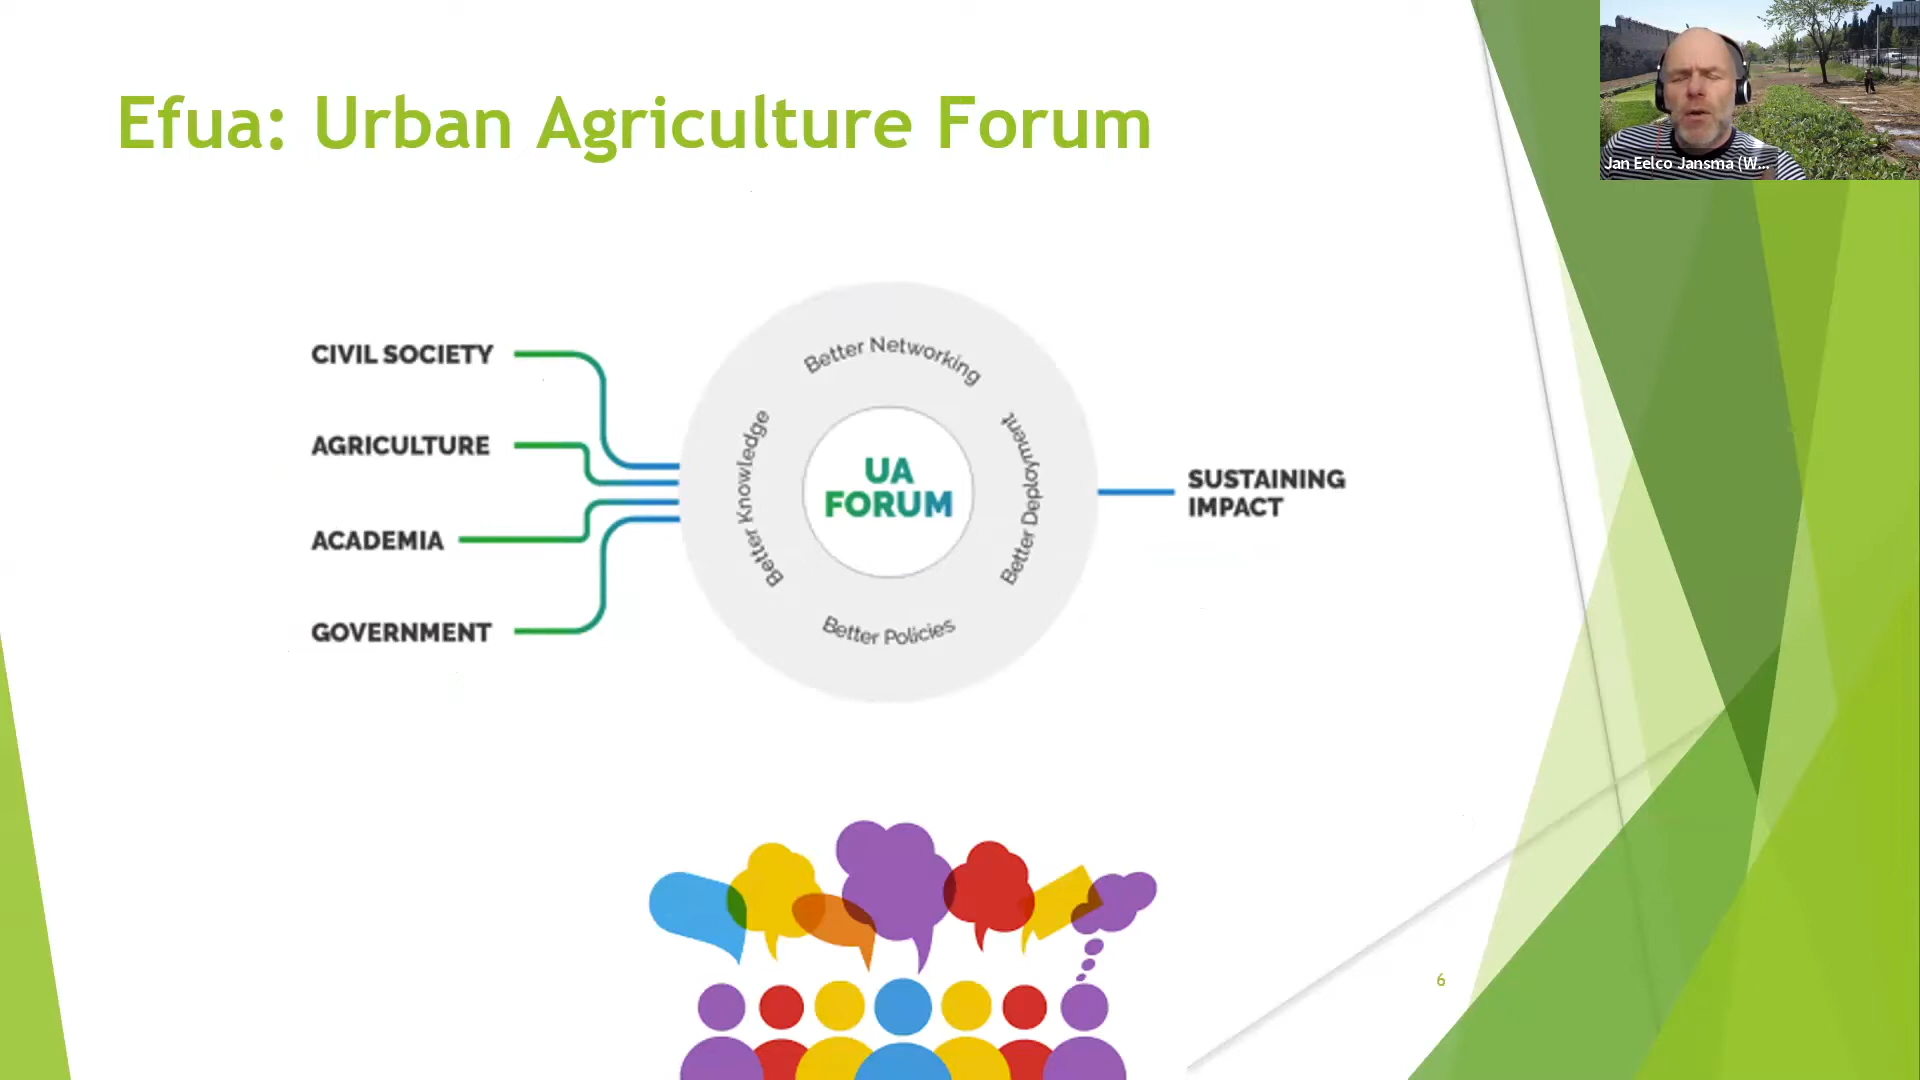 Efua: Urban Agriculture Forum
Jan Eelco Jansma (W...
CIVIL SOCIETY
AGRICULTURE
ACADEMIA
GOVERNMENT
Better Networking
Better Knowledge
UA
FORUM
Better Deployment
Better Policies
SUSTAINING
IMPACT
6